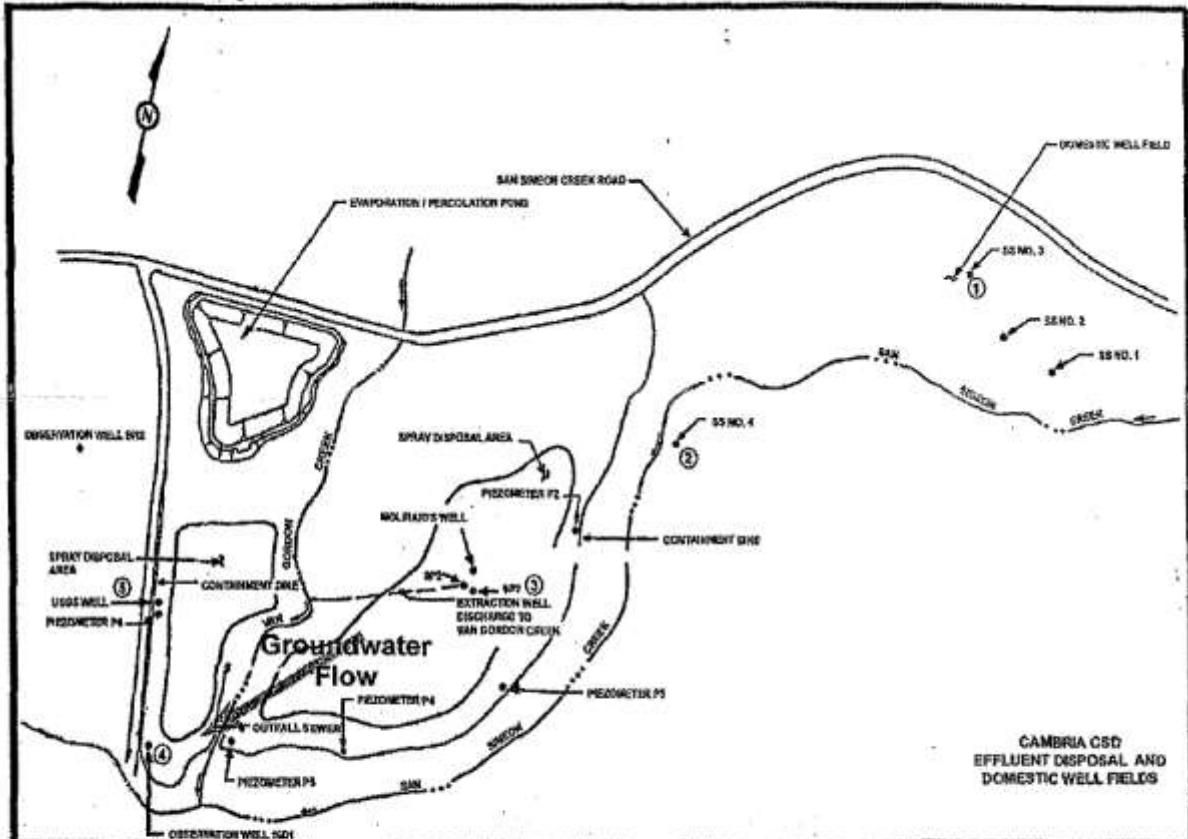 N
DOMESTIC WELL FIELD
SAN SIMEON CREEK ROAD
EVAPORATION / PERCOLATION POND
SS NO. 3
1
SS NO. 2
SS NO. 1
SAN
SIMEON
CREEK
SS NO. 4
2
OBSERVATION WELL
SPRAY DISPOSAL AREA
CREEK
PIEZOMETER P2
MOLINARI'S WELL
CONTAINMENT DIKE
GORDON
SPRAY DISPOSAL
AREA
CONTAINMENT DIKE
5
USGS WELL
PIEZOMETER
3
EXTRACTION WELL
DISCHARGE TO
VAN GORDON CREEK
VAN
CREEK
Groundwater
Flow
PIEZOMETER P4
PIEZOMETER P3
OUTFALL SEWER
SIMEON
4
PIEZOMETER P5
SAN
CAMBRIA CSD
EFFLUENT DISPOSAL AND
DOMESTIC WELL FIELDS
OBSERVATION WELL